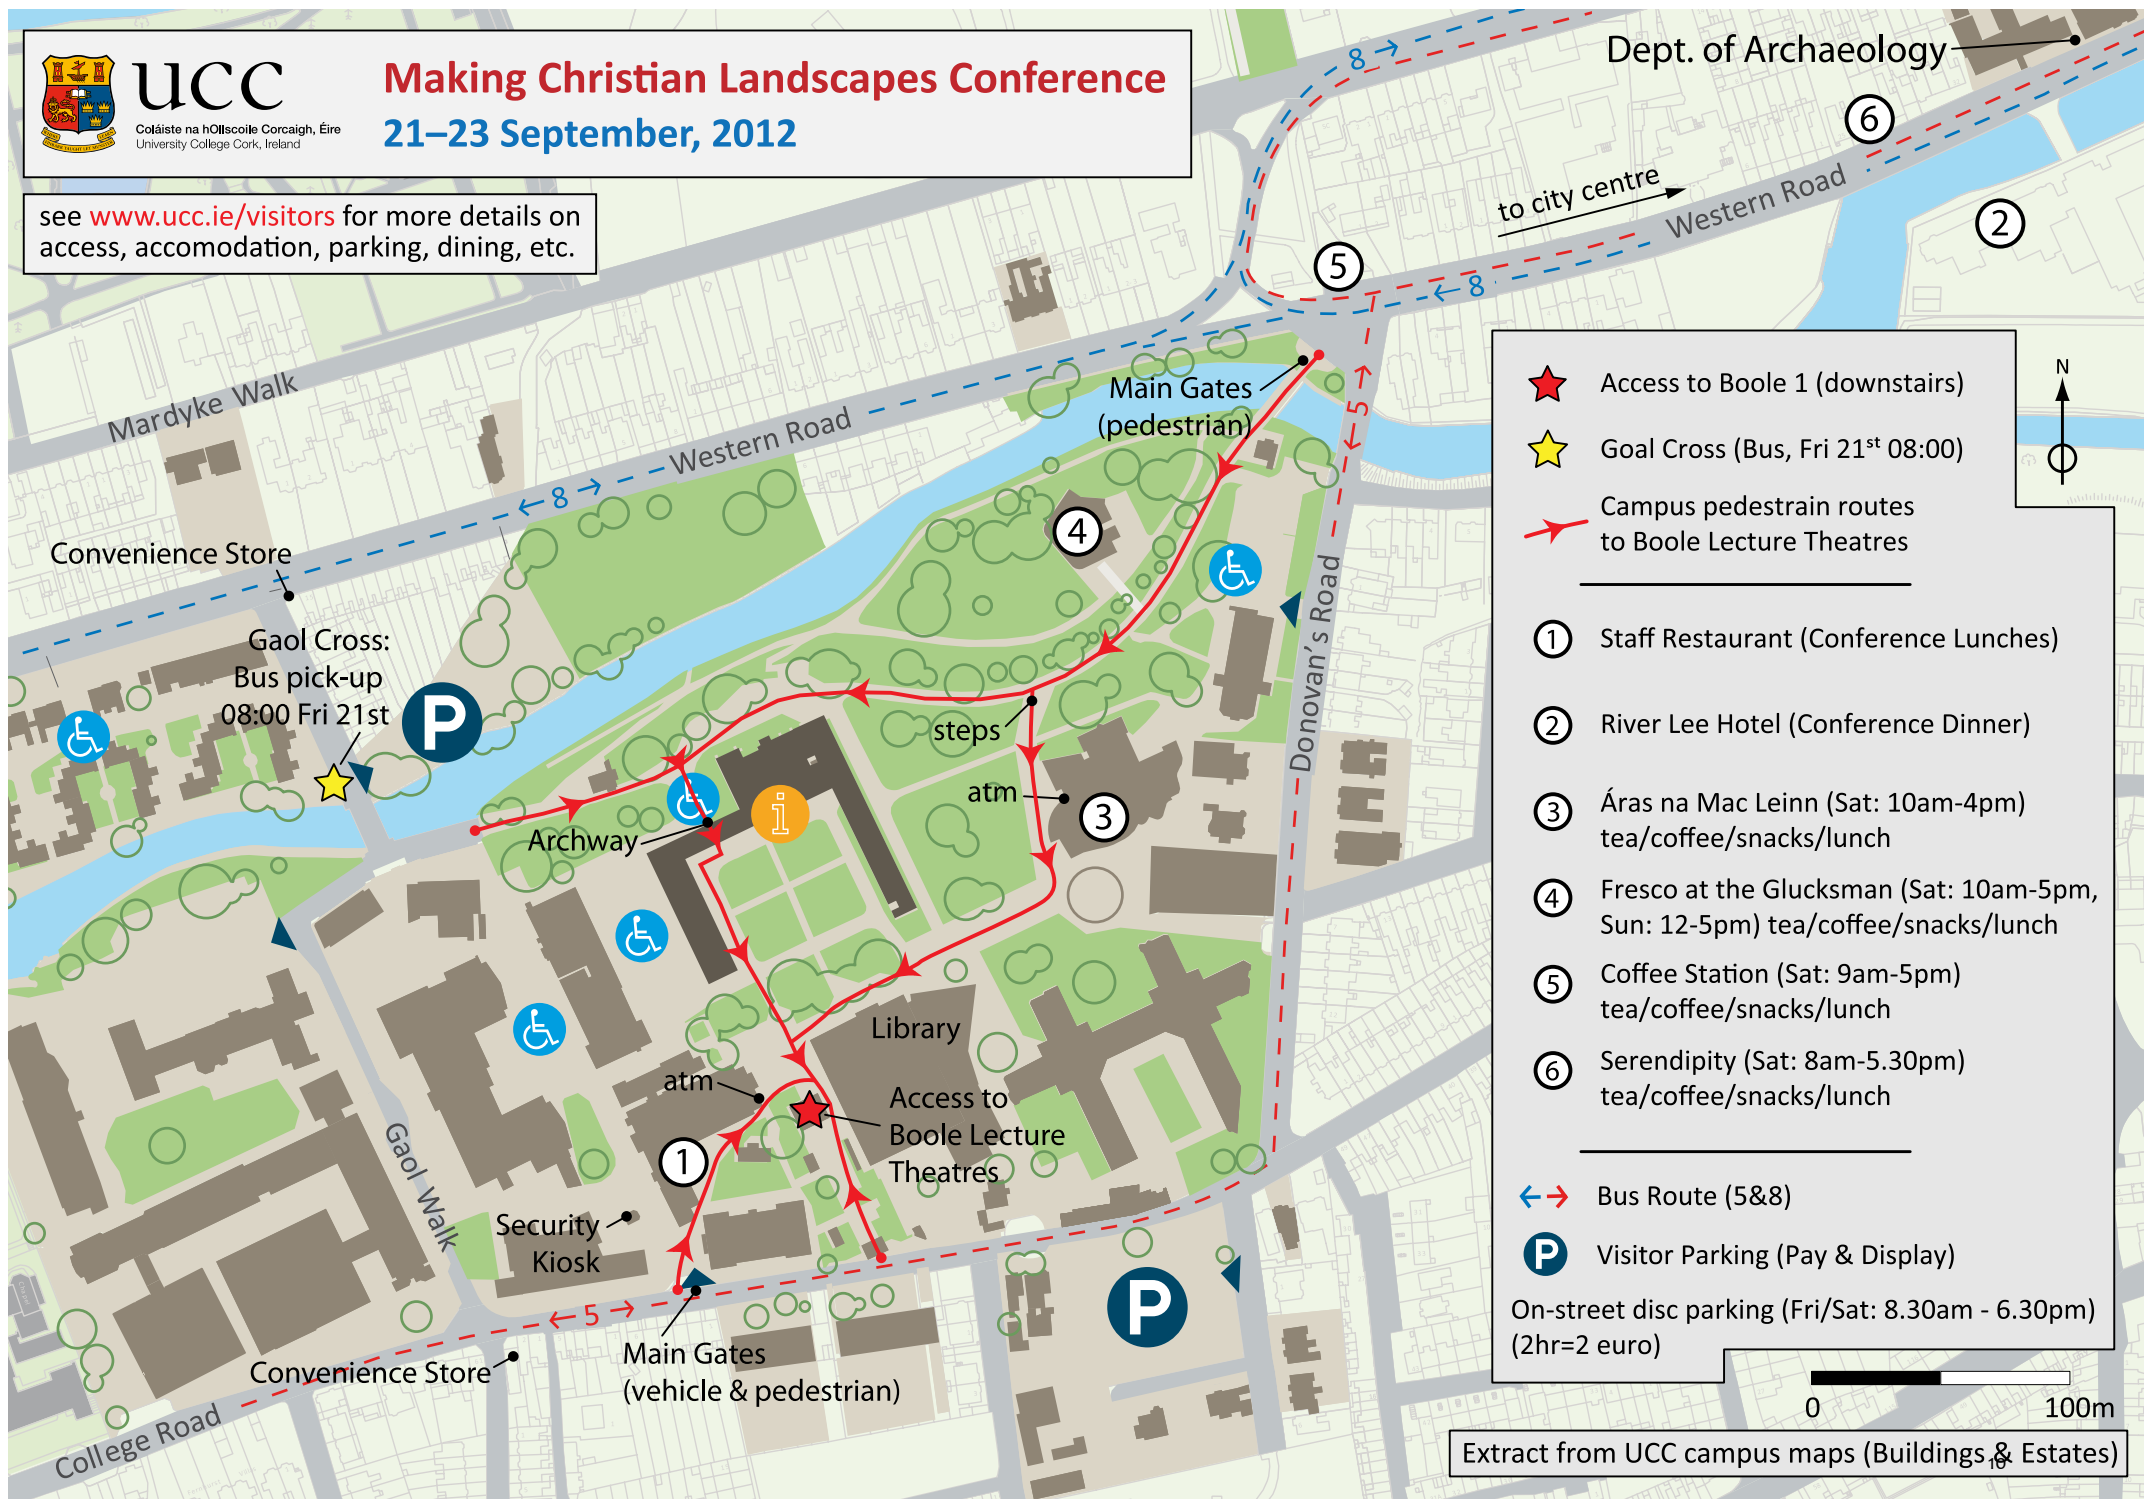 ucc
Coláiste na hOllscoile Corcaigh, Éire
University College Cork, Ireland
Making Christian Landscapes Conference
21–23 September, 2012
see www.ucc.ie/visitors for more details on
access, accomodation, parking, dining, etc.
8
Dept. of Archaeology
6
to city centre
Western Road
2
5
8
Mardyke Walk
Main Gates
(pedestrian)
5
Western Road
8
4
Convenience Store
Gaol Cross:
Bus pick-up
08:00 Fri 21st
P
Donovan's Road
steps
atm
3
i
Archway
Library
atm
Access to
Boole Lecture
Theatres
1
Gaol Walk
Security
Kiosk
5
P
Main Gates
(vehicle & pedestrian)
Convenience Store
College Road
N
Access to Boole 1 (downstairs)
Goal Cross (Bus, Fri 21st 08:00)
Campus pedestrain routes
to Boole Lecture Theatres
1 Staff Restaurant (Conference Lunches)
2 River Lee Hotel (Conference Dinner)
3 Áras na Mac Leinn (Sat: 10am-4pm)
tea/coffee/snacks/lunch
4 Fresco at the Glucksman (Sat: 10am-5pm,
Sun: 12-5pm) tea/coffee/snacks/lunch
5 Coffee Station (Sat: 9am-5pm)
tea/coffee/snacks/lunch
6 Serendipity (Sat: 8am-5.30pm)
tea/coffee/snacks/lunch
Bus Route (5&8)
P Visitor Parking (Pay & Display)
On-street disc parking (Fri/Sat: 8.30am - 6.30pm)
(2hr=2 euro)
0 100m
Extract from UCC campus maps (Buildings & Estates)